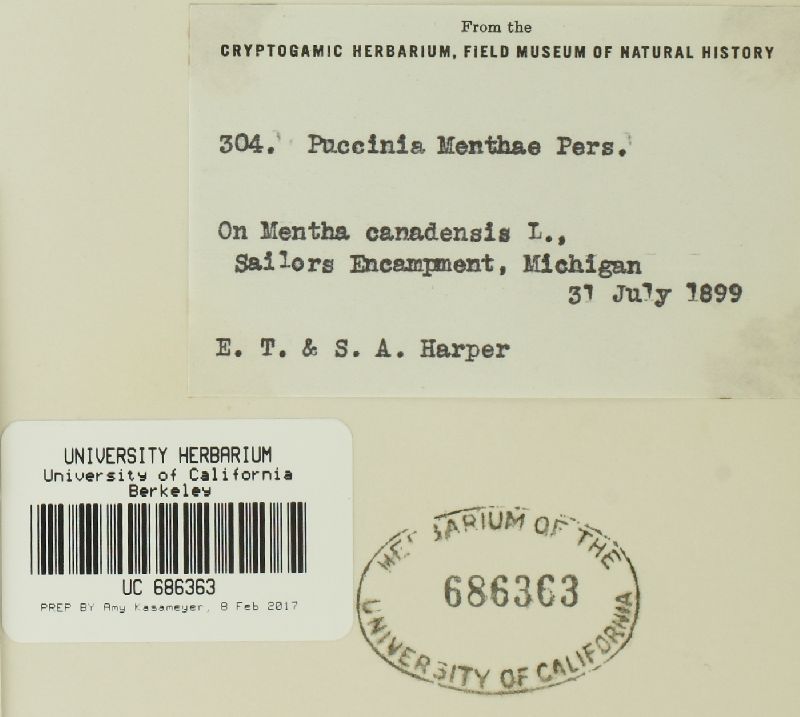 From the
CRYPTOGAMIC HERBARIUM, FIELD MUSEUM OF NATURAL HISTORY
304. Puccinia Menthae Pers.
On Mentha canadensis L.,
Sailors Encampment, Michigan
31 July 1899
E. T. & S. A. Harper
UNIVERSITY HERBARIUM
University of California
Berkeley
UC 686363
PREP BY Amy Kasameyer, 8 Feb 2017
HERBARIUM OF THE
686363
UNIVERSITY OF CALIFORNIA